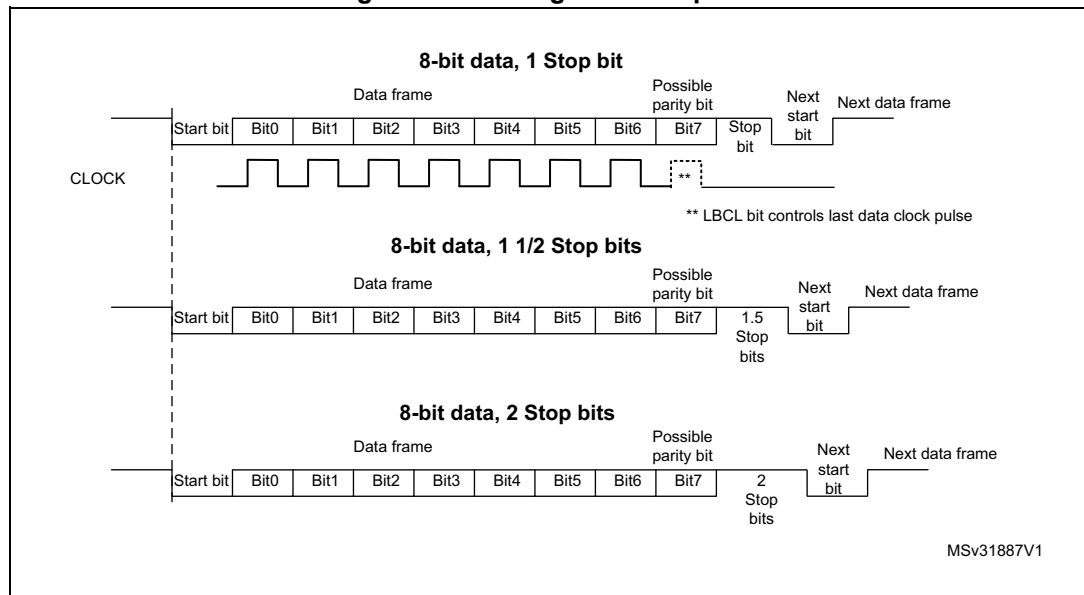 8-bit data, 1 Stop bit
Data frame
Possible
parity bit
Next
start
bit
Next data frame
Start bit Bit0 Bit1 Bit2 Bit3 Bit4 Bit5 Bit6 Bit7 Stop
bit
CLOCK
**
** LBCL bit controls last data clock pulse
8-bit data, 1 1/2 Stop bits
Data frame
Possible
parity bit
Next
start
bit
Next data frame
Start bit Bit0 Bit1 Bit2 Bit3 Bit4 Bit5 Bit6 Bit7 1.5
Stop
bits
8-bit data, 2 Stop bits
Data frame
Possible
parity bit
Next
start
bit
Next data frame
Start bit Bit0 Bit1 Bit2 Bit3 Bit4 Bit5 Bit6 Bit7 2
Stop
bits
MSv31887V1